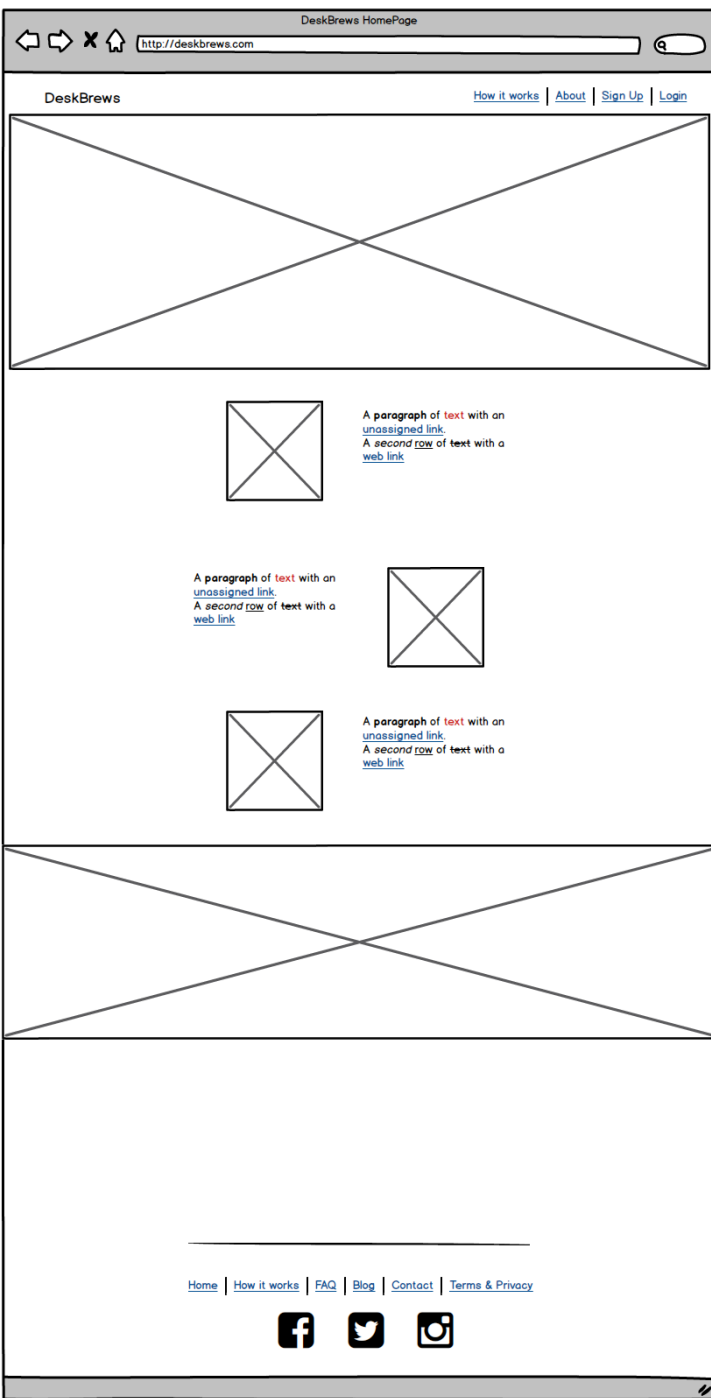 DeskBrews HomePage
http://deskbrews.com
DeskBrews
How it works | About | Sign Up | Login
A paragraph of text with an
unassigned link.
A second row of text with a
web link
A paragraph of text with an
unassigned link.
A second row of text with a
web link
A paragraph of text with an
unassigned link.
A second row of text with a
web link
Home | How it works | FAQ | Blog | Contact | Terms & Privacy